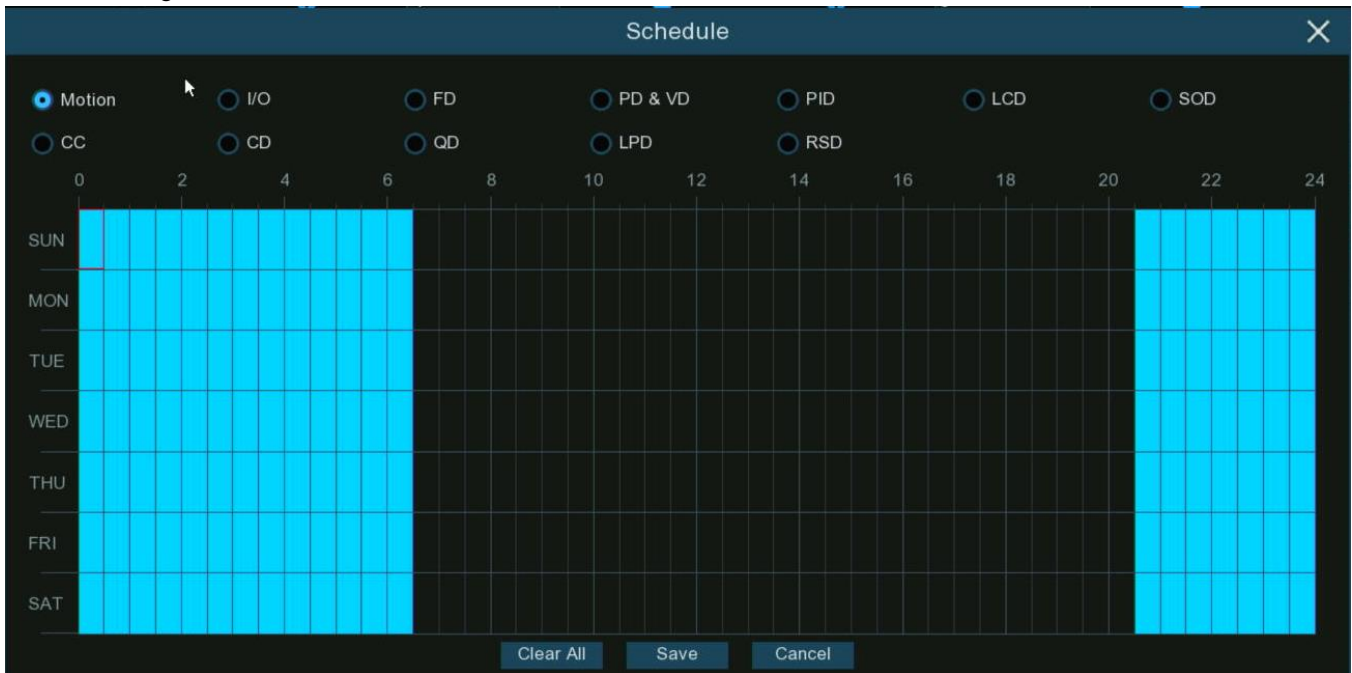 Schedule
Motion I/O FD PD & VD PID LCD SOD
CC CD QD LPD RSD
0 2 4 6 8 10 12 14 16 18 20 22 24
SUN
MON
TUE
WED
THU
FRI
SAT
Clear All Save Cancel